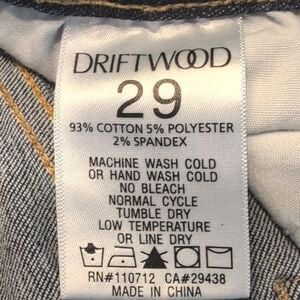 DRIFTWOOD
29
93% COTTON 5% POLYESTER
2% SPANDEX
MACHINE WASH COLD
OR HAND WASH COLD
NO BLEACH
NORMAL CYCLE
TUMBLE DRY
LOW TEMPERATURE
OR LINE DRY
RN#110712 CA#29438
MADE IN CHINA